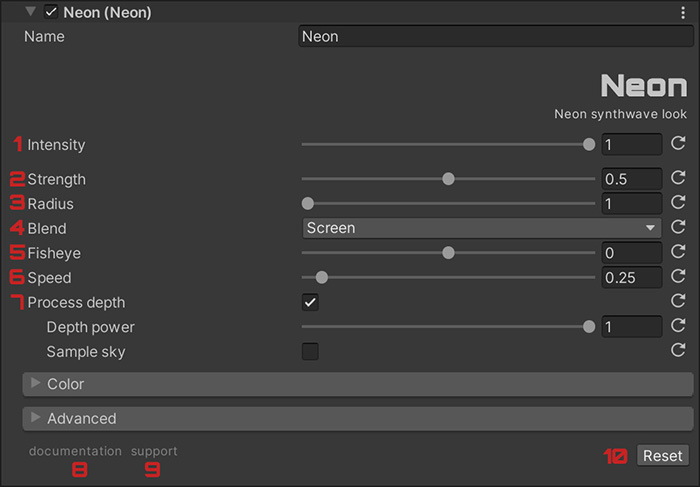 Neon (Neon)
Name Neon
Neon
Neon synthwave look
1 Intensity 1
2 Strength 0.5
3 Radius 1
4 Blend Screen
5 Fisheye 0
6 Speed 0.25
7 Process depth
Depth power 1
Sample sky
Color
Advanced
documentation support
8 9
10 Reset